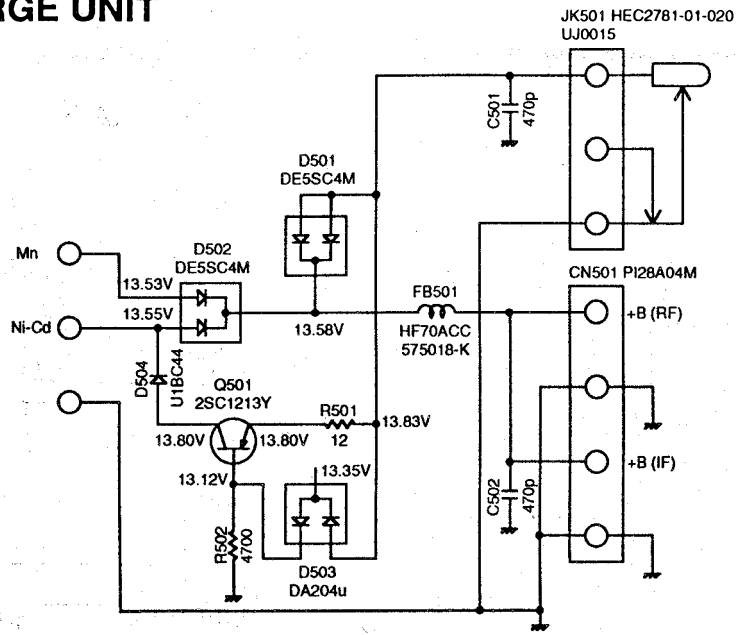 RGE UNIT
JK501 HEC2781-01-020
UJ0015
C501
470p
D501
DE5SC4M
Mn
D502
DE5SC4M
13.53V
13.55V
Ni-Cd
13.58V
FB501
HF70ACC
575018-K
CN501 PI28A04M
+B (RF)
D504
U1BC44
Q501
2SC1213Y
R501
12
13.83V
13.80V
13.80V
13.12V
13.35V
+B (IF)
C502
470p
R502
4700
D503
DA204u